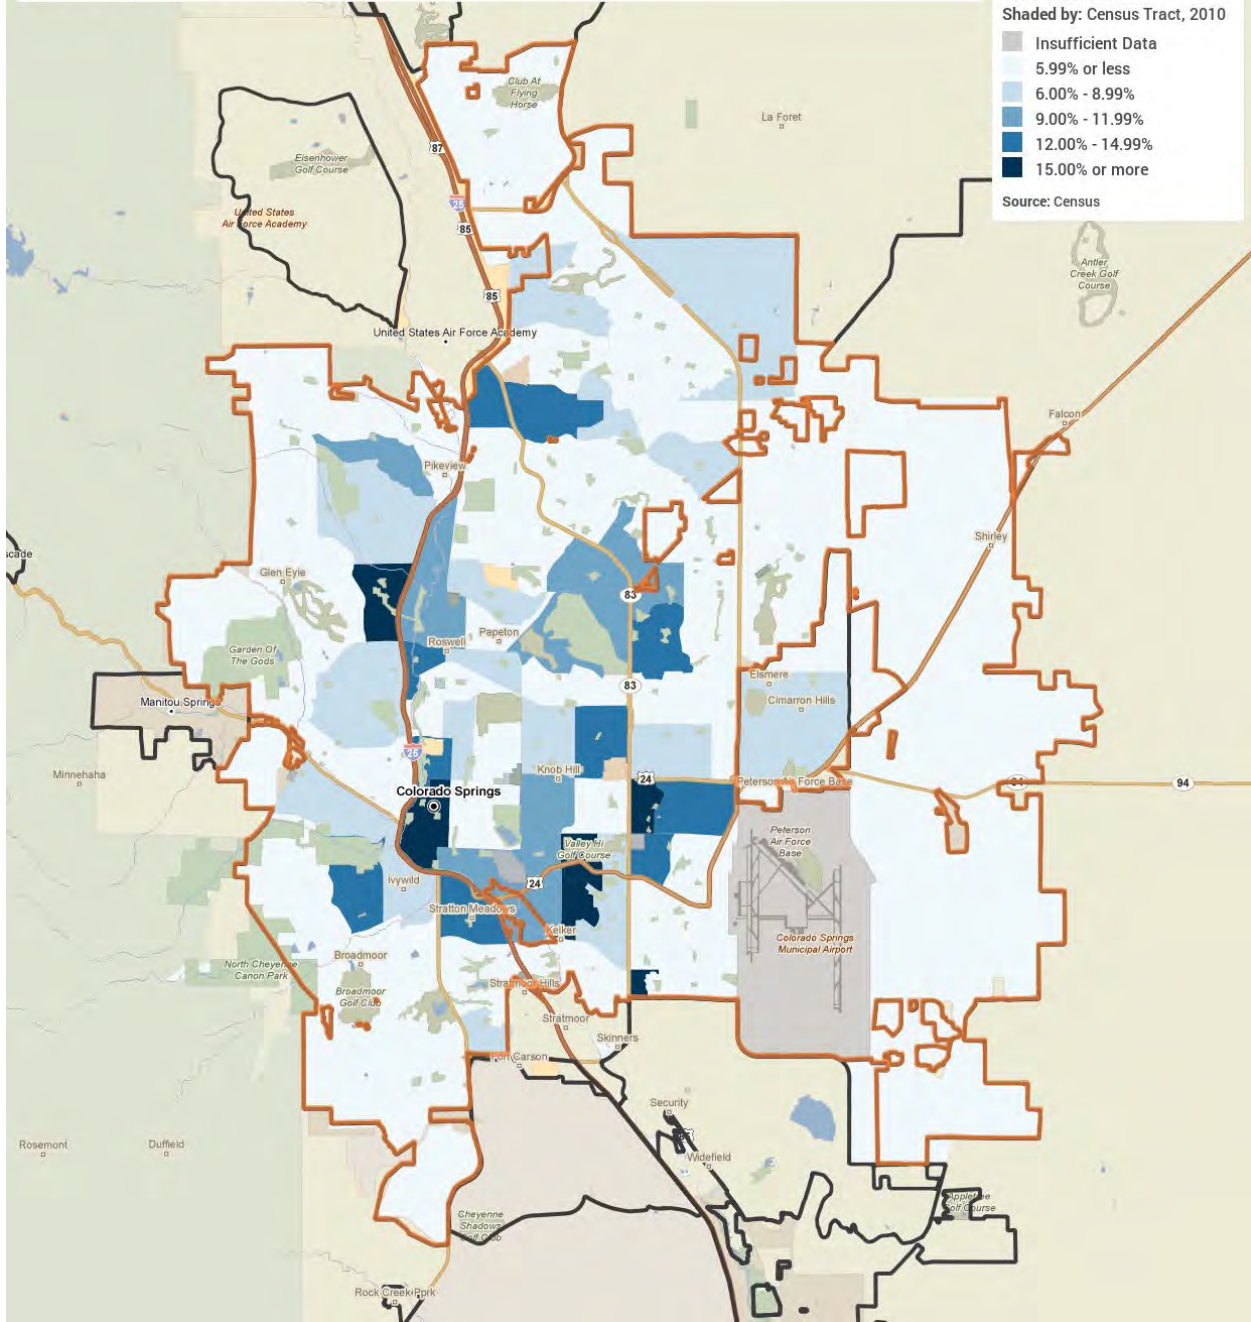 Shaded by: Census Tract, 2010
Insufficient Data
5.99% or less
6.00% - 8.99%
9.00% - 11.99%
12.00% - 14.99%
15.00% or more
Source: Census
Club At
Flying
Horse
La Foret
87
Eisenhower
Golf Course
25
United States
Air Force Academy
85
Antler
Creek Golf
Course
85
United States Air Force Academy
Falcon
Pikeview
Shirley
scade
Glen Eyie
83
Roswell
Papeton
Garden Of
The Gods
Elsmere
83
Manitou Springs
Cimarron Hills
25
Minnehaha
Knob Hill
24
Peterson Air Force Base
94
94
Colorado Springs
Valley Hi
Golf Course
Peterson
Air Force
Base
Ivywild
24
Stratton Meadows
Kelker
Colorado Springs
Municipal Airport
Broadmoor
North Cheyenne
Canon Park
Broadmoor
Golf Club
Stratmoor Hills
Stratmoor
Skinners
Fort Carson
Security
Rosemont
Duffield
Widefield
Appletree
Golf Course
Cheyenne
Shadows
Golf Club
Rock Creek Park